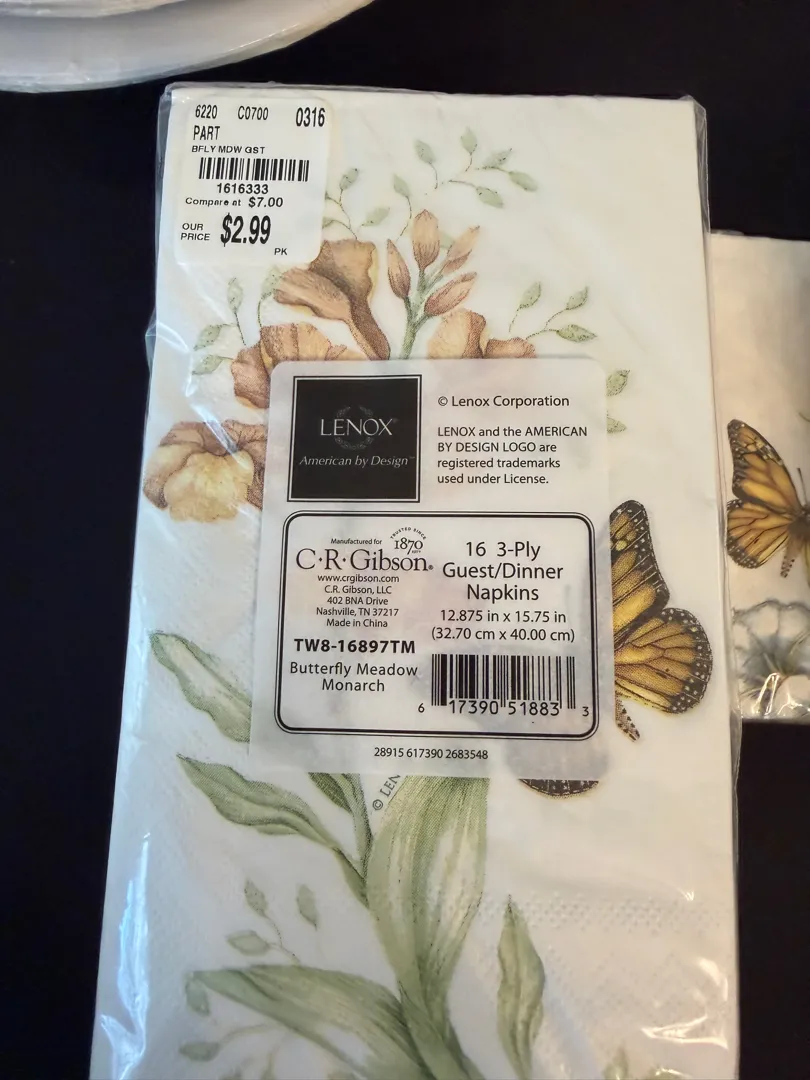 6220 C0700 0316
PART
BFLY MDW GST
1616333
Compare at $7.00
OUR PRICE $2.99
PK
LENOX®
American by Design™
© Lenox Corporation
LENOX and the AMERICAN
BY DESIGN LOGO are
registered trademarks
used under License.
Manufactured for
TRUSTED SINCE
1870
C·R·Gibson®
www.crgibson.com
C.R. Gibson, LLC
402 BNA Drive
Nashville, TN 37217
Made in China
TW8-16897TM
Butterfly Meadow
Monarch
16 3-Ply
Guest/Dinner
Napkins
12.875 in x 15.75 in
(32.70 cm x 40.00 cm)
6 17390 51883 3
28915 617390 2683548
© LEN